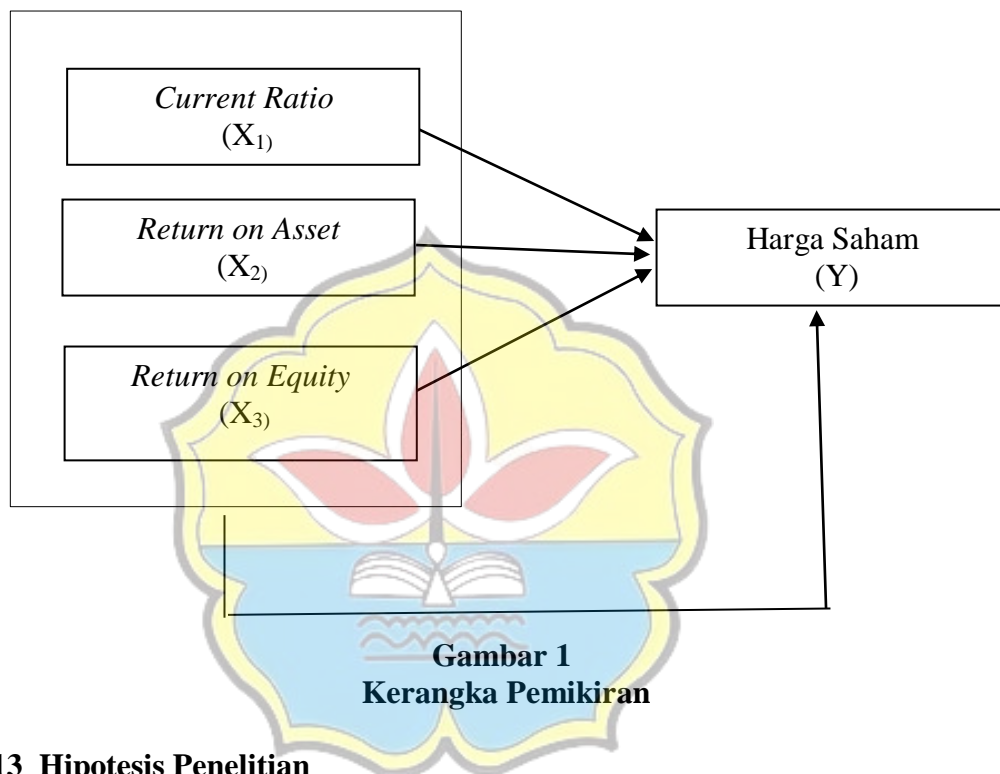 Current Ratio
(X1)
Return on Asset
(X2)
Harga Saham
(Y)
Return on Equity
(X3)
Gambar 1
Kerangka Pemikiran
13 Hipotesis Penelitian